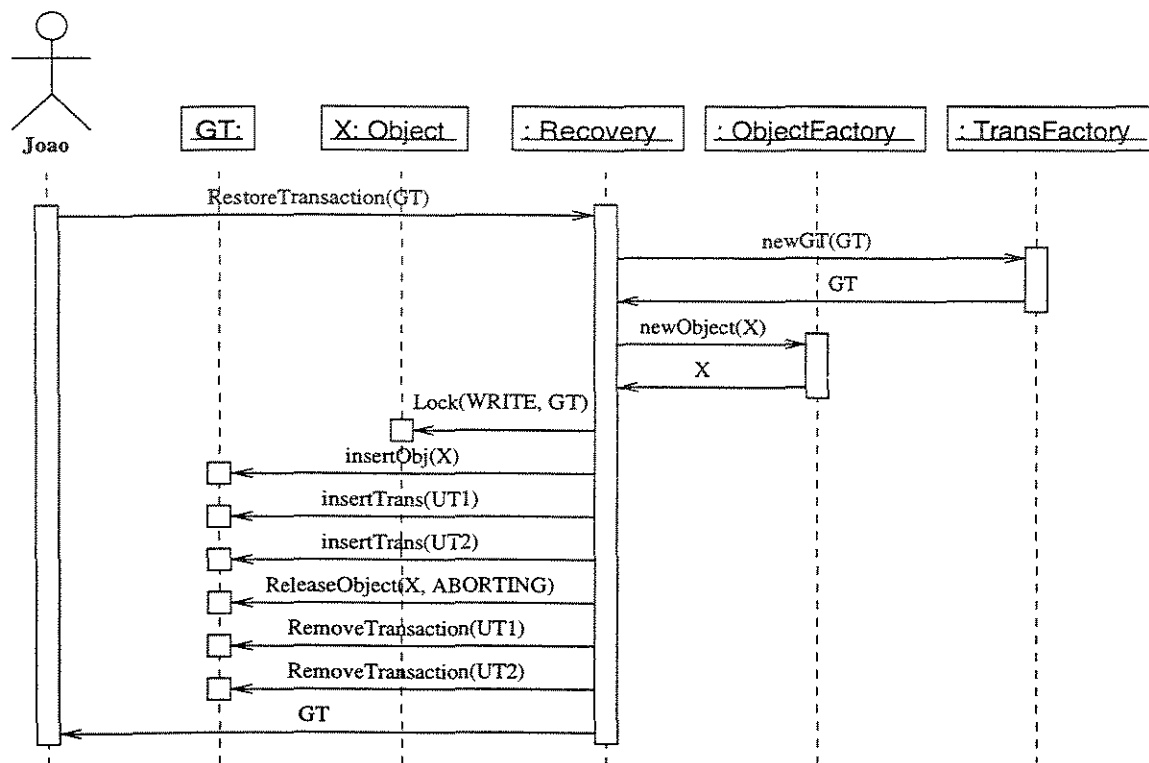 Joao
GT:
X: Object
: Recovery
: ObjectFactory
: TransFactory
RestoreTransaction(GT)
newGT(GT)
GT
newObject(X)
X
Lock(WRITE, GT)
insertObj(X)
insertTrans(UT1)
insertTrans(UT2)
ReleaseObject(X, ABORTING)
RemoveTransaction(UT1)
RemoveTransaction(UT2)
GT